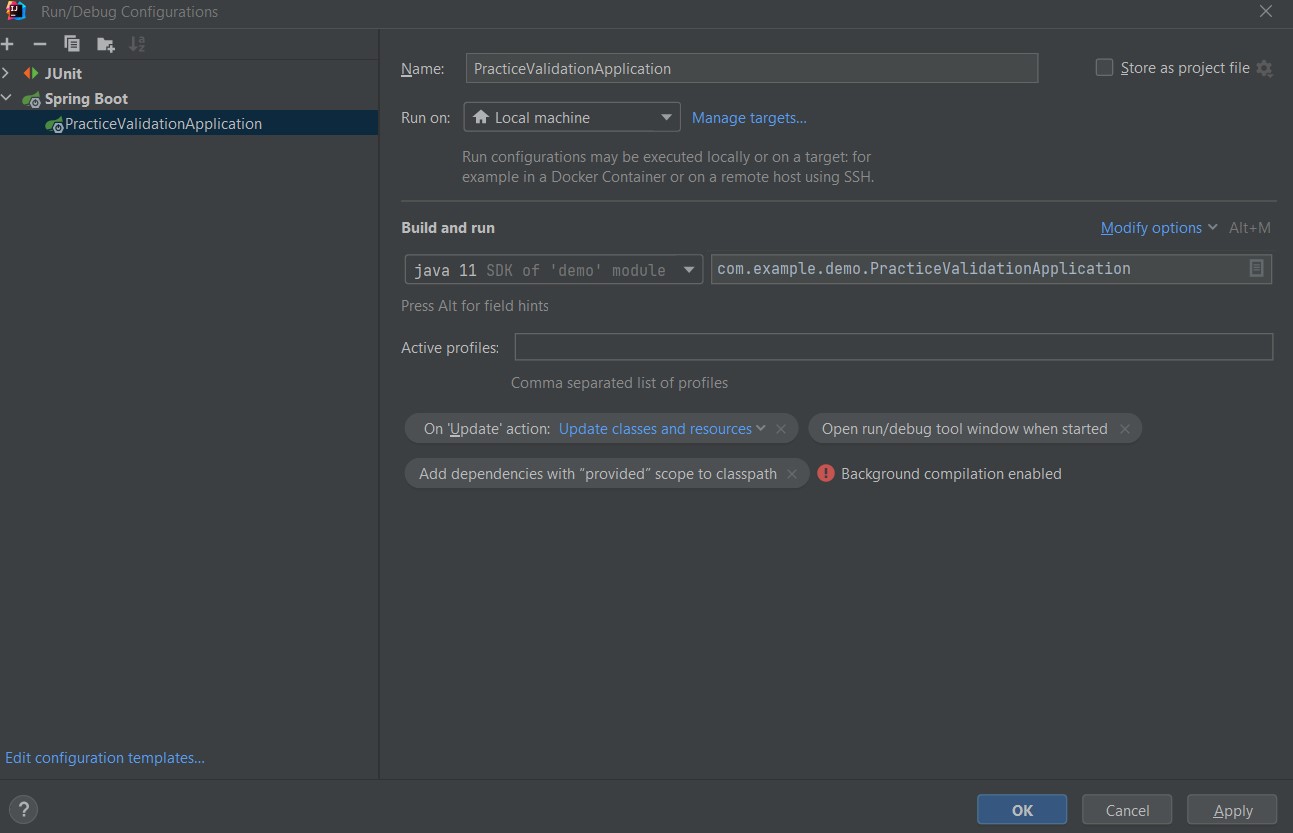 Run/Debug Configurations
JUnit
Spring Boot
PracticeValidationApplication
Edit configuration templates...
Name: PracticeValidationApplication
Store as project file
Run on: Local machine Manage targets...
Run configurations may be executed locally or on a target: for
example in a Docker Container or on a remote host using SSH.
Build and run
Modify options Alt+M
java 11 SDK of 'demo' module com.example.demo.PracticeValidationApplication
Press Alt for field hints
Active profiles:
Comma separated list of profiles
On 'Update' action: Update classes and resources
Open run/debug tool window when started
Add dependencies with “provided” scope to classpath
Background compilation enabled
OK Cancel Apply